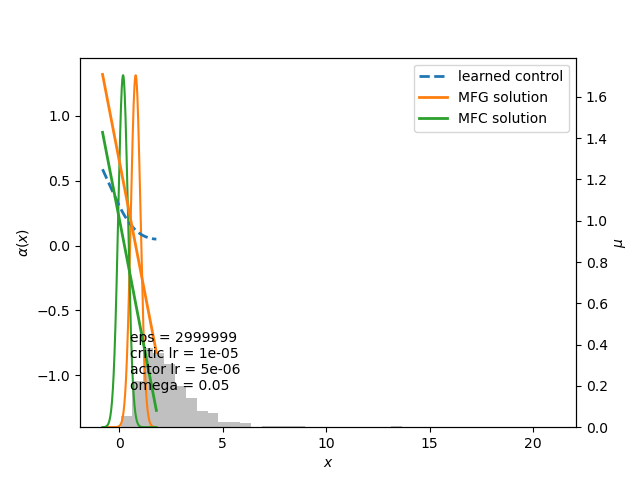 learned control
MFG solution
MFC solution
1.0
0.5
0.0
−0.5
−1.0
α(x)
1.6
1.4
1.2
1.0
0.8
0.6
0.4
0.2
0.0
μ
eps = 2999999
critic lr = 1e-05
actor lr = 5e-06
omega = 0.05
0
5
10
15
20
x